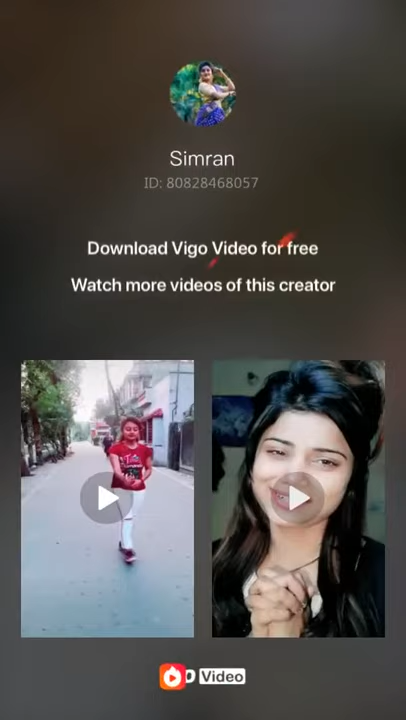 Simran
ID: 80828468057
Download Vigo Video for free
Watch more videos of this creator
Video